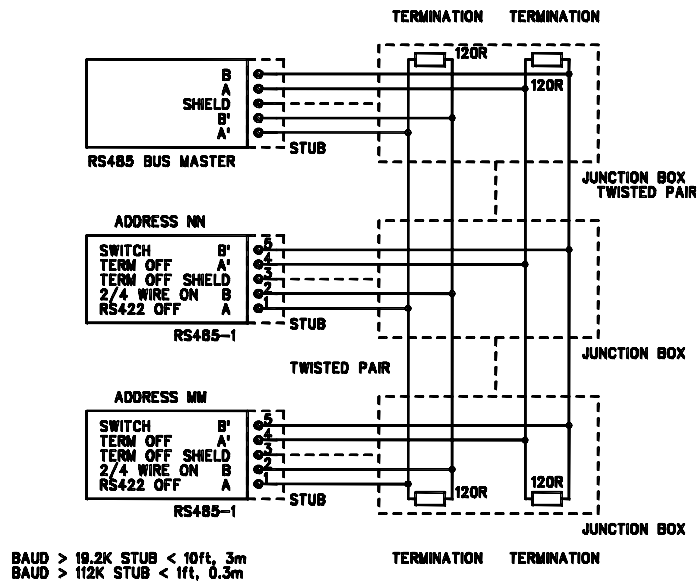 TERMINATION TERMINATION
120R
120R
B
A
SHIELD
B'
A'
STUB
RS485 BUS MASTER
JUNCTION BOX
TWISTED PAIR
ADDRESS NN
SWITCH B' 5
TERM OFF A' 4
TERM OFF SHIELD 3
2/4 WIRE ON B 2
RS422 OFF A 1
STUB
RS485-1
JUNCTION BOX
TWISTED PAIR
ADDRESS MM
SWITCH B' 5
TERM OFF A' 4
TERM OFF SHIELD 3
2/4 WIRE ON B 2
RS422 OFF A 1
120R 120R
STUB
RS485-1
JUNCTION BOX
BAUD > 19.2K STUB < 10ft, 3m
BAUD > 112K STUB < 1ft, 0.3m
TERMINATION TERMINATION